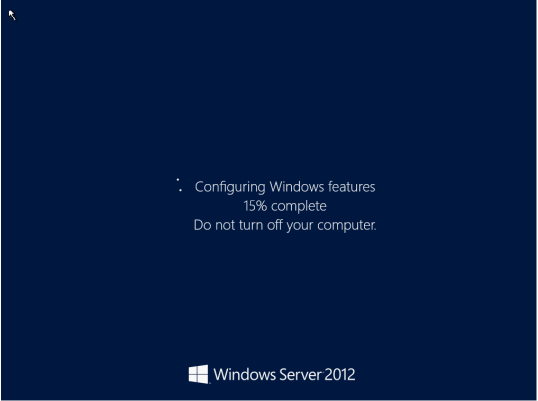 Configuring Windows features
15% complete
Do not turn off your computer.
Windows Server 2012